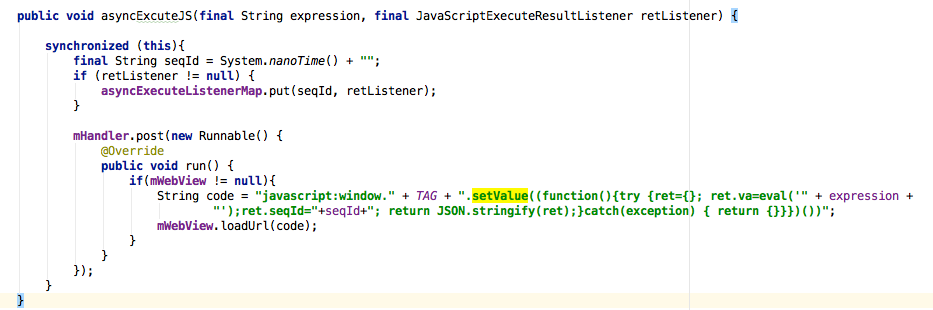 public void asyncExcuteJS(final String expression, final JavaScriptExecuteResultListener retListener) {
synchronized (this){
final String seqId = System.nanoTime() + "";
if (retListener != null) {
asyncExecuteListenerMap.put(seqId, retListener);
}
mHandler.post(new Runnable() {
@Override
public void run() {
if(mWebView != null){
String code = "javascript:window." + TAG + ".setValue((function(){try {ret={}; ret.va=eval('" + expression +
"');ret.seqId="+seqId+"; return JSON.stringify(ret);}catch(exception) { return {}}})())";
mWebView.loadUrl(code);
}
}
});
}
}